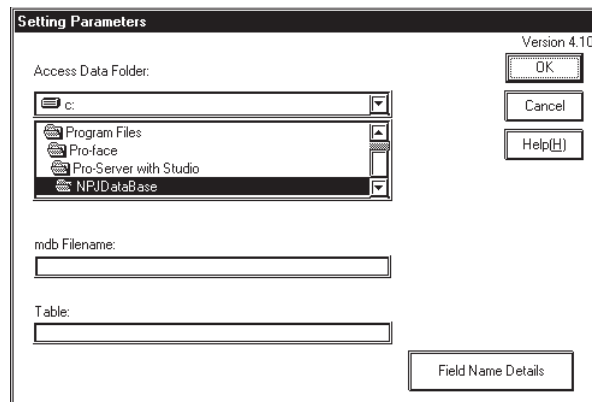 Setting Parameters
Version 4.10
Access Data Folder:
OK
c:
Cancel
Program Files
Help(H)
Pro-face
Pro-Server with Studio
NPJDataBase
mdb Filename:
Table:
Field Name Details